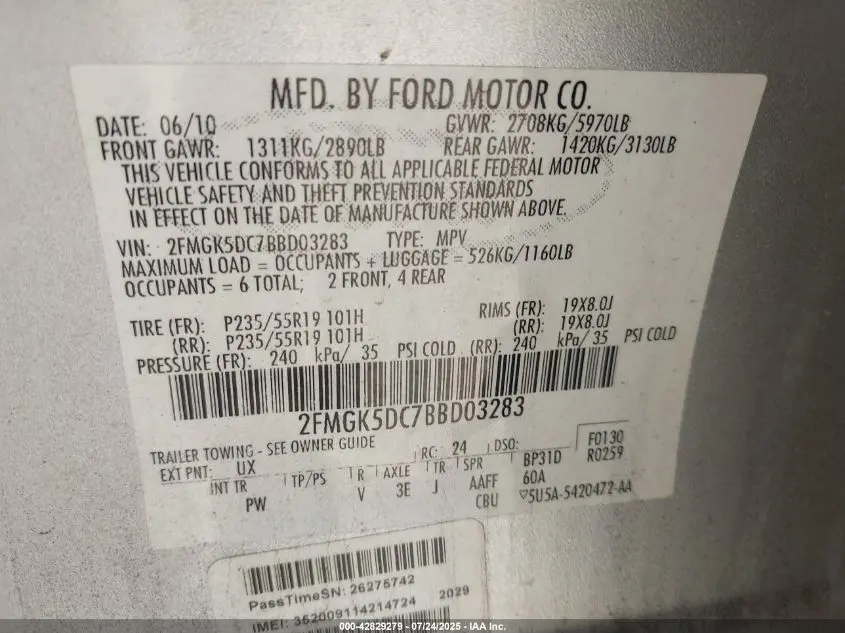 MFD. BY FORD MOTOR CO.
DATE: 06/10 GVWR: 2708KG/5970LB
FRONT GAWR: 1311KG/2890LB REAR GAWR: 1420KG/3130LB
THIS VEHICLE CONFORMS TO ALL APPLICABLE FEDERAL MOTOR
VEHICLE SAFETY AND THEFT PREVENTION STANDARDS
IN EFFECT ON THE DATE OF MANUFACTURE SHOWN ABOVE.
VIN: 2FMGK5DC7BBD03283 TYPE: MPV
MAXIMUM LOAD = OCCUPANTS + LUGGAGE = 526KG/1160LB
OCCUPANTS = 6 TOTAL; 2 FRONT, 4 REAR
TIRE (FR): P235/55R19 101H RIMS (FR): 19X8.0J
(RR): P235/55R19 101H (RR): 19X8.0J
PRESSURE (FR): 240 kPa/ 35 PSI COLD (RR): 240 kPa/ 35 PSI COLD
2FMGK5DC7BBD03283
TRAILER TOWING - SEE OWNER GUIDE RC: 24 DSO: F0130
EXT PNT: UX BP31D R0259
INT TR TP/PS R AXLE TR SPR 60A
PW V 3E J AAFF
CBU ▽5U5A-5420472-AA
PassTimeSN: 26275742
2029
IMEI: 352009114214724
000-42829279 - 07/24/2025 - IAA Inc.